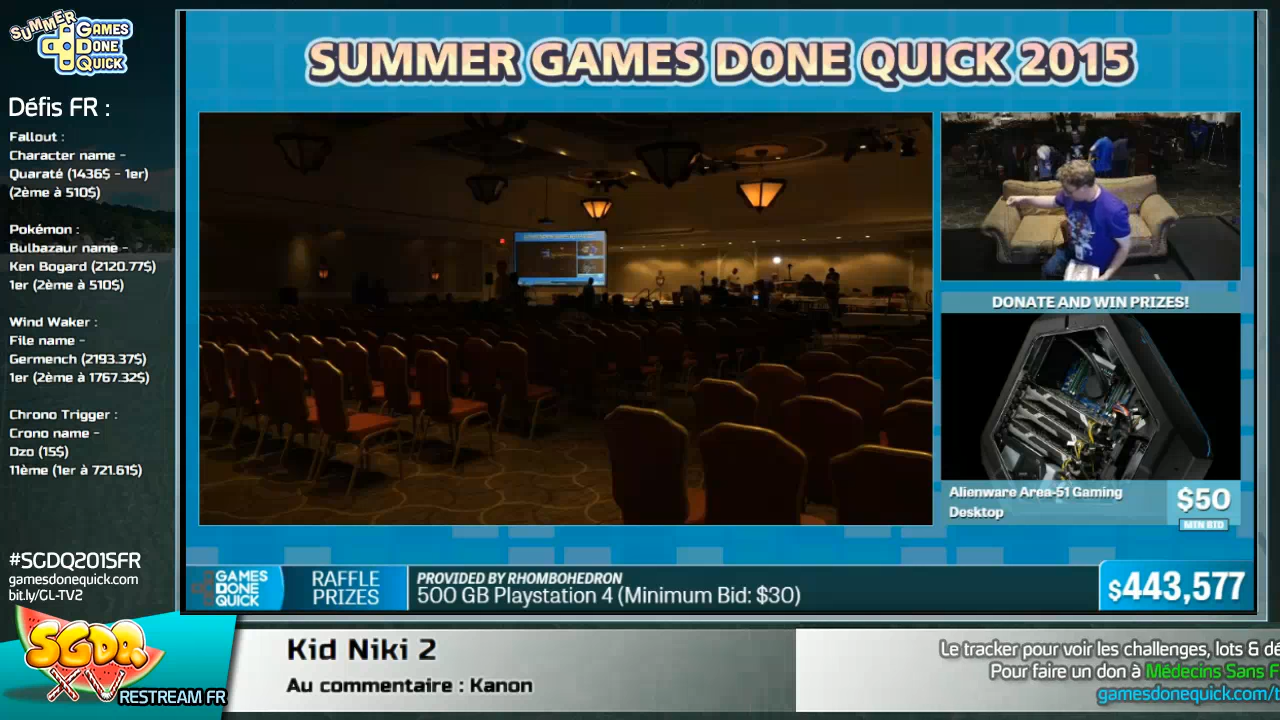 SUMMER
GAMES
DONE
QUICK
Défis FR :
Fallout :
Character name -
Quaraté (1436$ - 1er)
(2ème à 510$)
Pokémon :
Bulbazaur name -
Ken Bogard (2120.77$)
1er (2ème à 510$)
Wind Waker :
File name -
Germench (2193.37$)
1er (2ème à 1767.32$)
Chrono Trigger :
Crono name -
Dzo (15$)
11ème (1er à 721.61$)
#SGDQ2015FR
gamesdonequick.com
bit.ly/GL-TV2
SGDQ
XV
RESTREAM FR
SUMMER GAMES DONE QUICK 2015
DONATE AND WIN PRIZES!
Alienware Area-51 Gaming
Desktop
$50
MIN BID
GAMES
DONE
QUICK
RAFFLE
PRIZES
PROVIDED BY RHOMBOHEDRON
500 GB Playstation 4 (Minimum Bid: $30)
$443,577
Kid Niki 2
Au commentaire : Kanon
Le tracker pour voir les challenges, lots & dé
Pour faire un don à Médecins Sans F
gamesdonequick.com/t